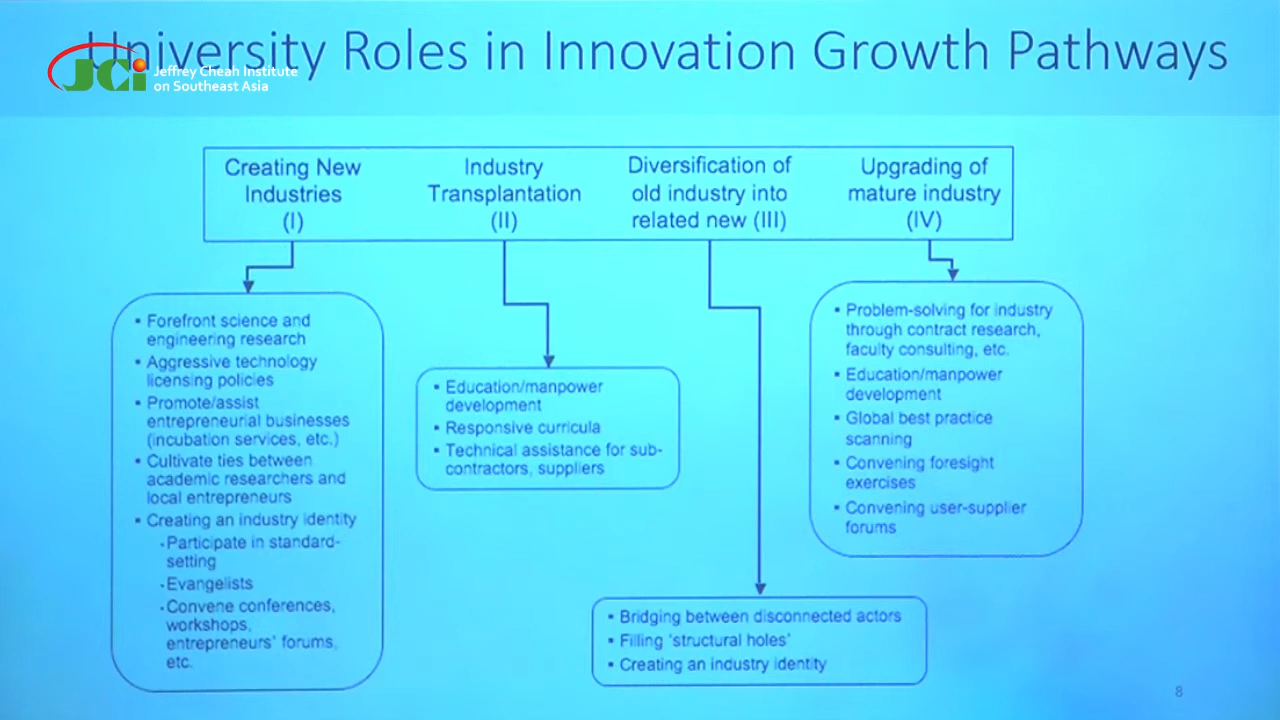 University Roles in Innovation Growth Pathways
JCi
Jeffrey Cheah Institute
on Southeast Asia
Creating New
Industries
(I)
Industry
Transplantation
(II)
Diversification of
old industry into
related new (III)
Upgrading of
mature industry
(IV)
▪ Forefront science and
engineering research
▪ Aggressive technology
licensing policies
▪ Promote/assist
entrepreneurial businesses
(incubation services, etc.)
▪ Cultivate ties between
academic researchers and
local entrepreneurs
▪ Creating an industry identity
-Participate in standard-
setting
-Evangelists
-Convene conferences,
workshops,
entrepreneurs' forums,
etc.
▪ Education/manpower
development
▪ Responsive curricula
▪ Technical assistance for sub-
contractors, suppliers
▪ Bridging between disconnected actors
▪ Filling 'structural holes'
▪ Creating an industry identity
▪ Problem-solving for industry
through contract research,
faculty consulting, etc.
▪ Education/manpower
development
▪ Global best practice
scanning
▪ Convening foresight
exercises
▪ Convening user-supplier
forums
8